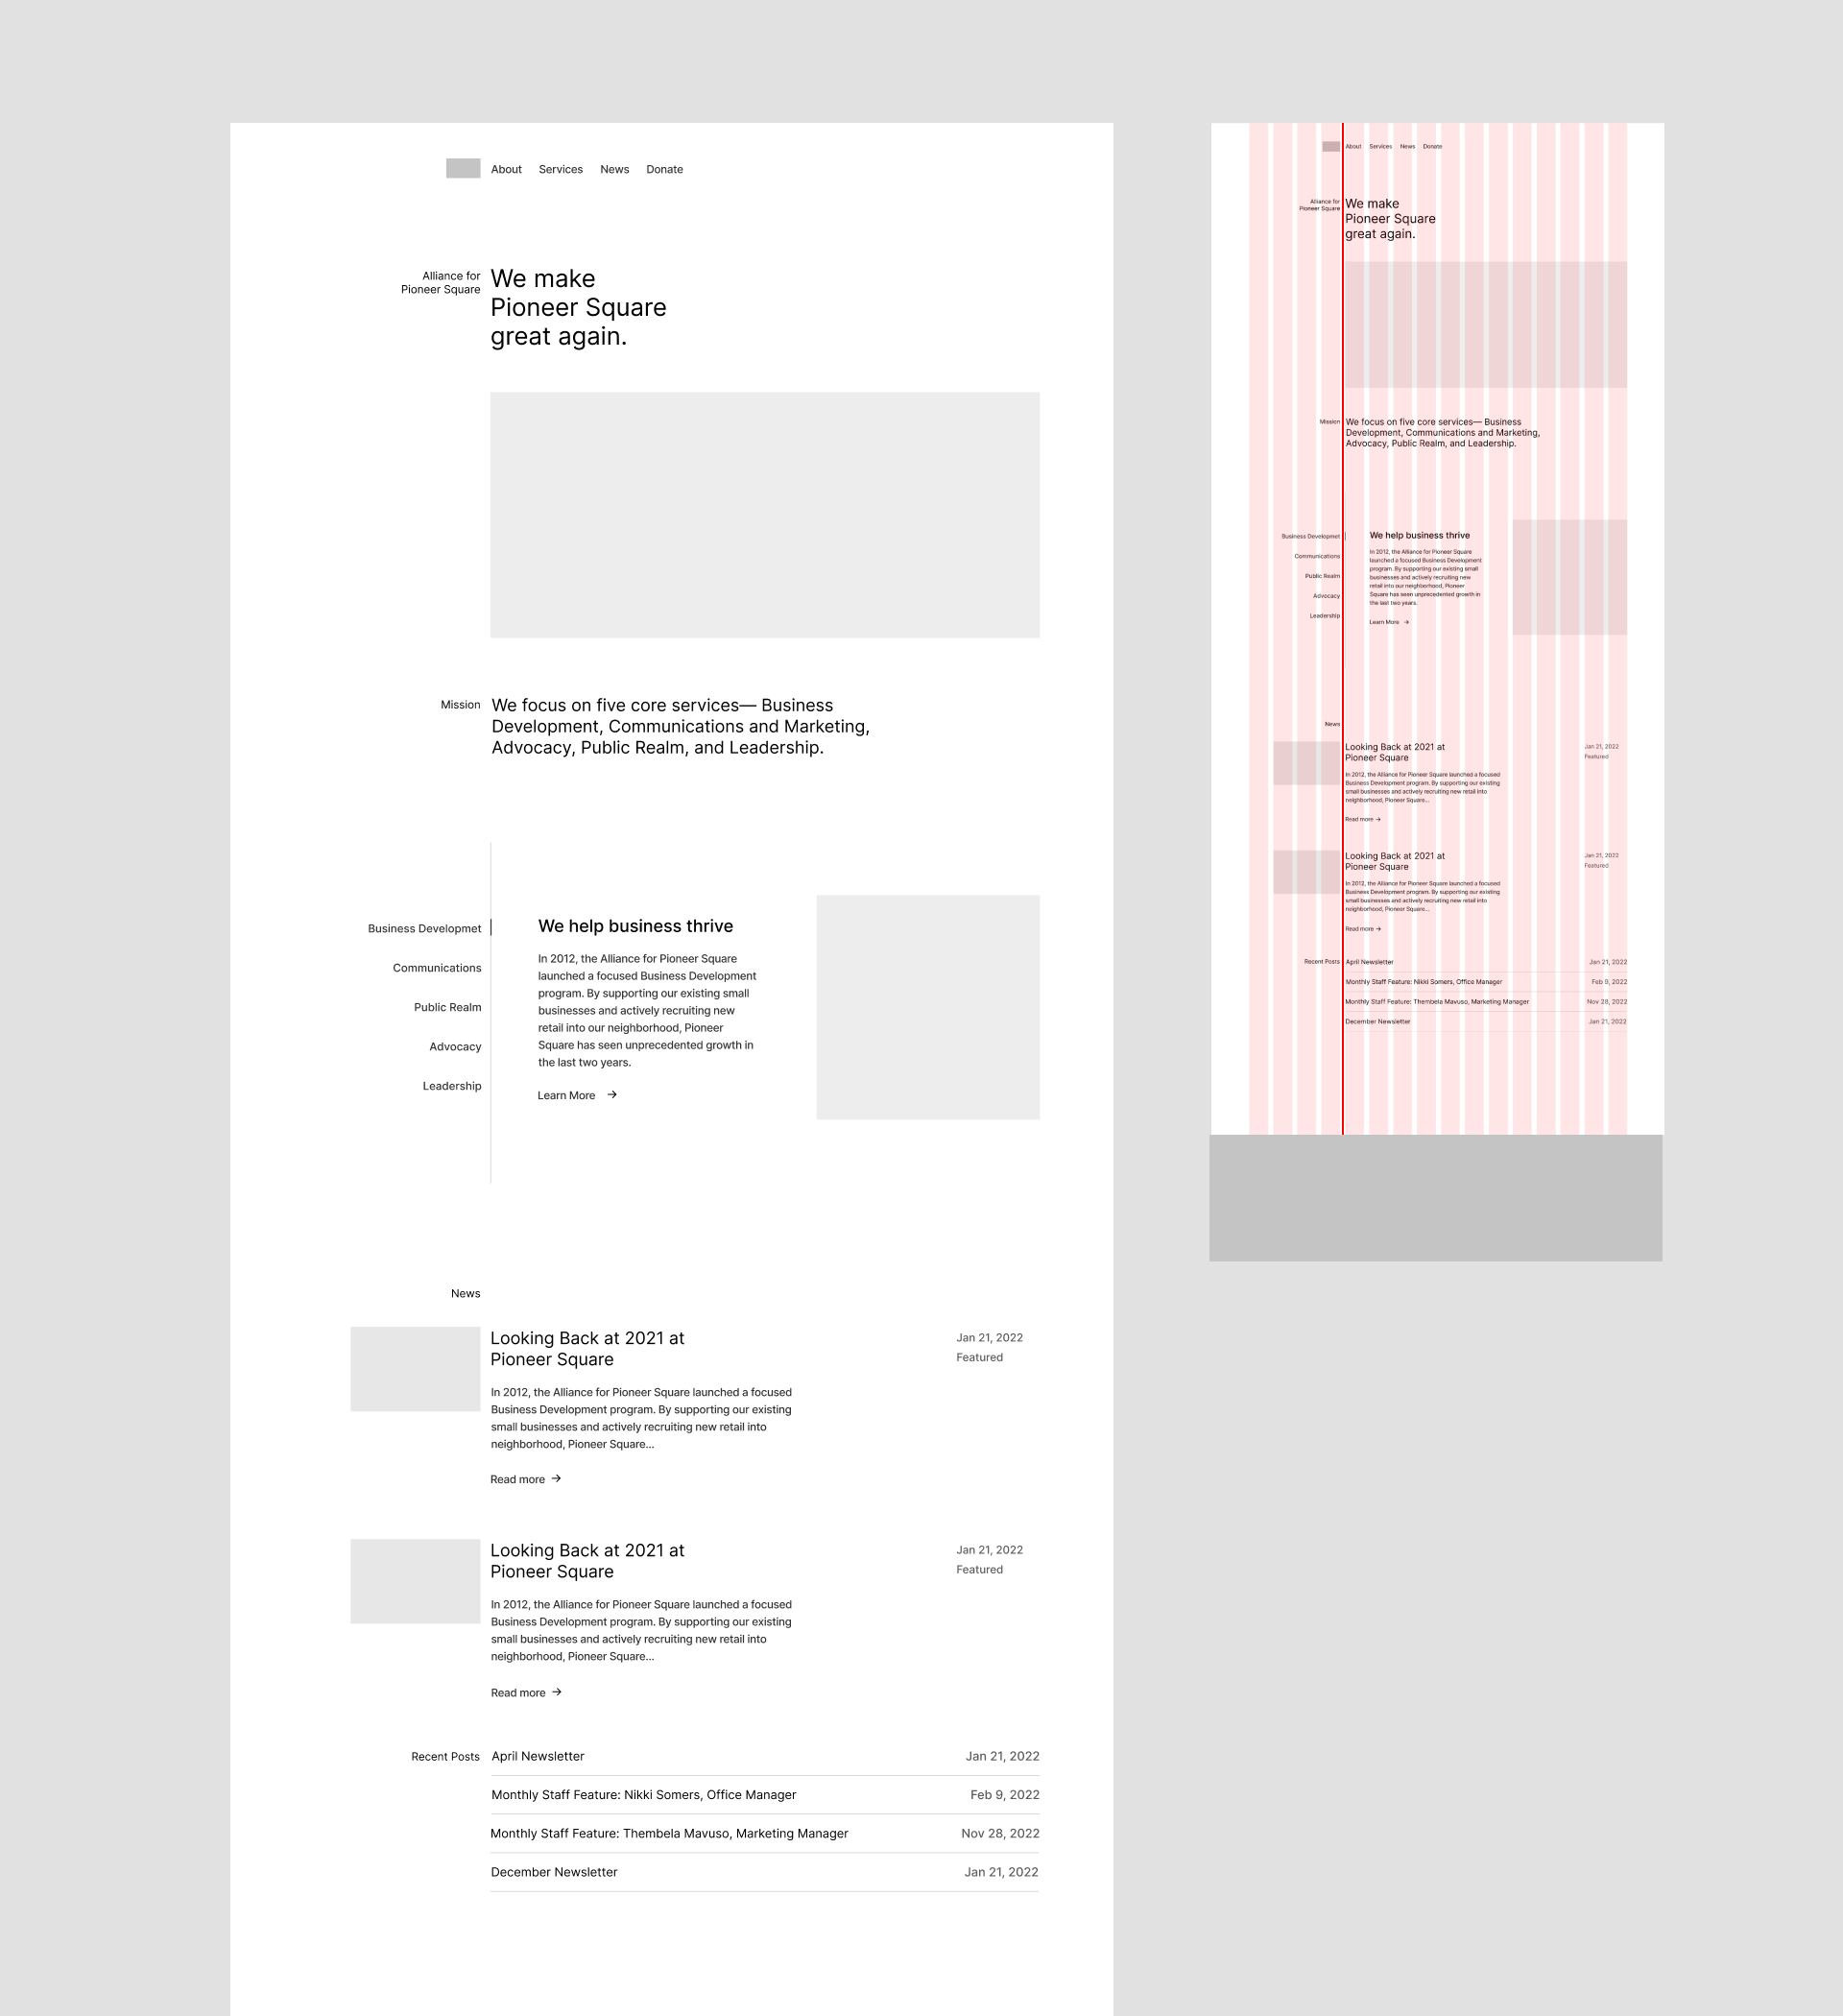 About Services News Donate
Alliance for
Pioneer Square
We make
Pioneer Square
great again.
Mission
We focus on five core services— Business
Development, Communications and Marketing,
Advocacy, Public Realm, and Leadership.
Business Developmet
Communications
Public Realm
Advocacy
Leadership
We help business thrive
In 2012, the Alliance for Pioneer Square
launched a focused Business Development
program. By supporting our existing small
businesses and actively recruiting new
retail into our neighborhood, Pioneer
Square has seen unprecedented growth in
the last two years.
Learn More →
News
Looking Back at 2021 at
Pioneer Square
In 2012, the Alliance for Pioneer Square launched a focused
Business Development program. By supporting our existing
small businesses and actively recruiting new retail into
neighborhood, Pioneer Square...
Read more →
Jan 21, 2022
Featured
Looking Back at 2021 at
Pioneer Square
In 2012, the Alliance for Pioneer Square launched a focused
Business Development program. By supporting our existing
small businesses and actively recruiting new retail into
neighborhood, Pioneer Square...
Read more →
Jan 21, 2022
Featured
Recent Posts
April Newsletter Jan 21, 2022
Monthly Staff Feature: Nikki Somers, Office Manager Feb 9, 2022
Monthly Staff Feature: Thembela Mavuso, Marketing Manager Nov 28, 2022
December Newsletter Jan 21, 2022
About Services News Donate
Alliance for
Pioneer Square
We make
Pioneer Square
great again.
Mission
We focus on five core services— Business
Development, Communications and Marketing,
Advocacy, Public Realm, and Leadership.
Business Developmet
Communications
Public Realm
Advocacy
Leadership
We help business thrive
In 2012, the Alliance for Pioneer Square
launched a focused Business Development
program. By supporting our existing small
businesses and actively recruiting new
retail into our neighborhood, Pioneer
Square has seen unprecedented growth in
the last two years.
Learn More →
News
Looking Back at 2021 at
Pioneer Square
In 2012, the Alliance for Pioneer Square launched a focused
Business Development program. By supporting our existing
small businesses and actively recruiting new retail into
neighborhood, Pioneer Square...
Read more →
Jan 21, 2022
Featured
Looking Back at 2021 at
Pioneer Square
In 2012, the Alliance for Pioneer Square launched a focused
Business Development program. By supporting our existing
small businesses and actively recruiting new retail into
neighborhood, Pioneer Square...
Read more →
Jan 21, 2022
Featured
Recent Posts
April Newsletter Jan 21, 2022
Monthly Staff Feature: Nikki Somers, Office Manager Feb 9, 2022
Monthly Staff Feature: Thembela Mavuso, Marketing Manager Nov 28, 2022
December Newsletter Jan 21, 2022